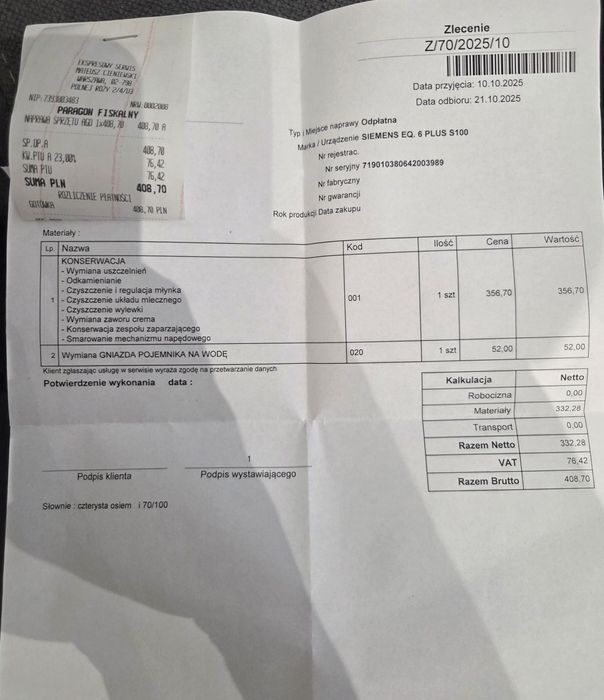 Zlecenie
Z/70/2025/10
Data przyjęcia: 10.10.2025
Data odbioru: 21.10.2025
EKSPRESOWY SERWIS
MATEUSZ CIENIEWSKI
WARSZAWA, 02-798
POLNEJ RÓŻY 2/4/U3
NIP: 7393003483 NRW:0002008
PARAGON FISKALNY
NAPRAWA SPRZĘTU AGD 1x408,70 408,70 A
SP.OP.A 408,70
KW.PTU A 23,00% 76,42
SUMA PTU 76,42
SUMA PLN 408,70
ROZLICZENIE PŁATNOŚCI
GOTÓWKA 408,70 PLN
Typ i Miejsce naprawy Odpłatna
Marka / Urządzenie SIEMENS EQ. 6 PLUS S100
Nr rejestrac.
Nr seryjny 719010380642003989
Nr fabryczny
Nr gwarancji
Rok produkcji Data zakupu
Materiały :
Lp. Nazwa Kod Ilość Cena Wartość
1 KONSERWACJA 001 1 szt 356,70 356,70
- Wymiana uszczelnień
- Odkamienianie
- Czyszczenie i regulacja młynka
- Czyszczenie układu mlecznego
- Czyszczenie wylewki
- Wymiana zaworu crema
- Konserwacja zespołu zaparzającego
- Smarowanie mechanizmu napędowego
2 Wymiana GNIAZDA POJEMNIKA NA WODĘ 020 1 szt 52,00 52,00
Klient zgłaszając usługę w serwisie wyraża zgodę na przetwarzanie danych
Potwierdzenie wykonania data :
Kalkulacja Netto
Robocizna 0,00
Materiały 332,28
Transport 0,00
Razem Netto 332,28
VAT 76,42
Razem Brutto 408,70
1
Podpis klienta Podpis wystawiającego
Słownie : czterysta osiem i 70/100